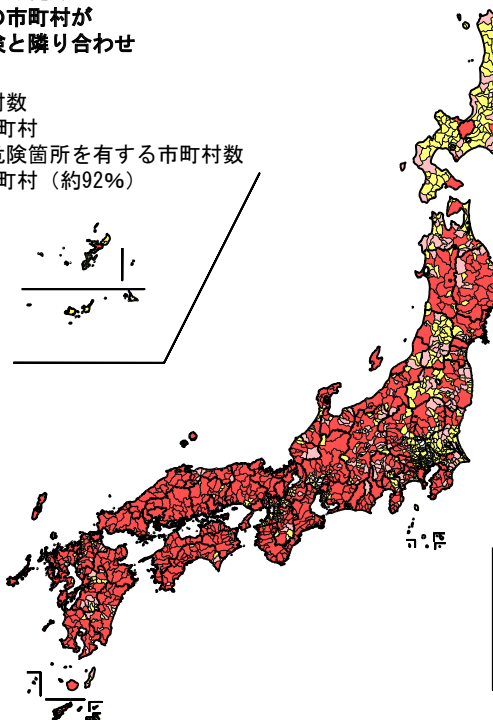 の市町村が
険と隣り合わせ
村数
町村
危険箇所を有する市町村数
町村（約92%）